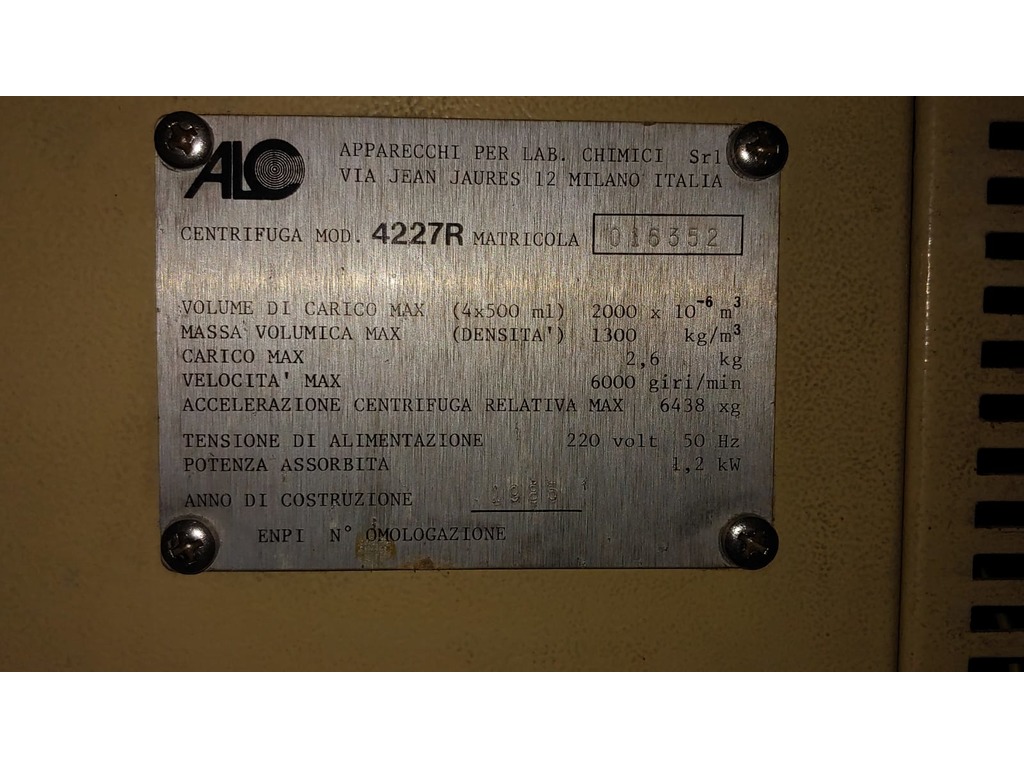 ALC
APPARECCHI PER LAB. CHIMICI Srl
VIA JEAN JAURES 12 MILANO ITALIA
CENTRIFUGA MOD. 4227R MATRICOLA 016352
VOLUME DI CARICO MAX (4x500 ml) 2000 x 10⁻⁶ m³
MASSA VOLUMICA MAX (DENSITA') 1300 kg/m³
CARICO MAX 2,6 kg
VELOCITA' MAX 6000 giri/min
ACCELERAZIONE CENTRIFUGA RELATIVA MAX 6438 xg
TENSIONE DI ALIMENTAZIONE 220 volt 50 Hz
POTENZA ASSORBITA 1,2 kW
ANNO DI COSTRUZIONE
ENPI N° OMOLOGAZIONE